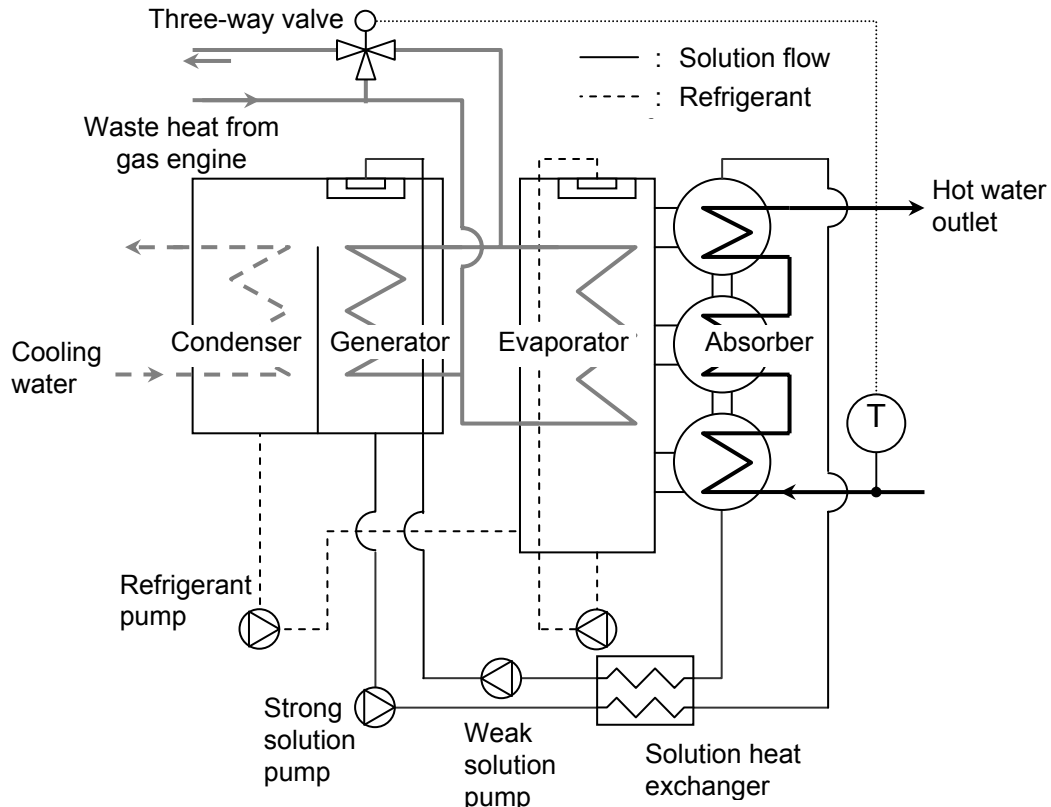 Three-way valve
: Solution flow
: Refrigerant
Waste heat from
gas engine
Hot water
outlet
Condenser
Generator
Evaporator
Absorber
Cooling
water
T
Refrigerant
pump
Strong
solution
pump
Weak
solution
pump
Solution heat
exchanger